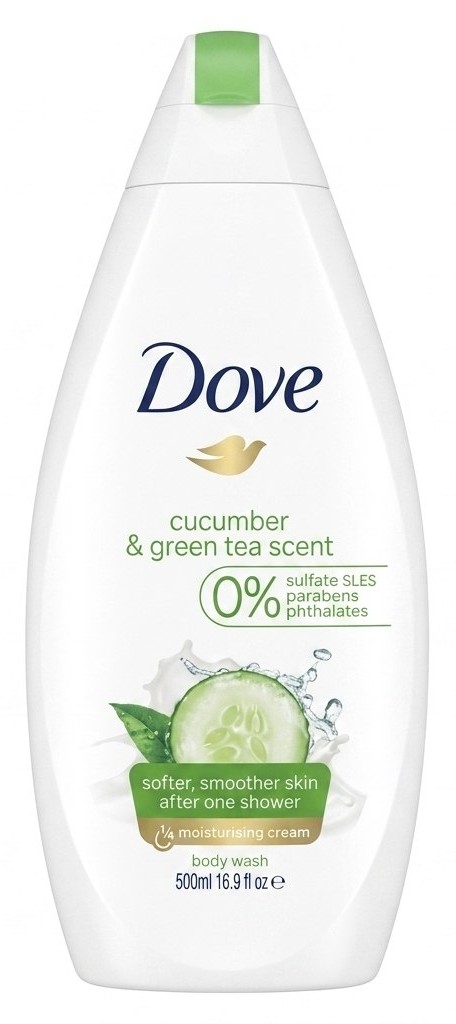 Dove
cucumber
& green tea scent
0%
sulfate SLES
parabens
phthalates
softer, smoother skin
after one shower
1/4 moisturising cream
body wash
500ml 16.9 fl oz ℮